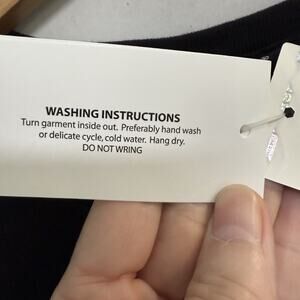 WASHING INSTRUCTIONS
Turn garment inside out. Preferably hand wash
or delicate cycle, cold water. Hang dry.
DO NOT WRING